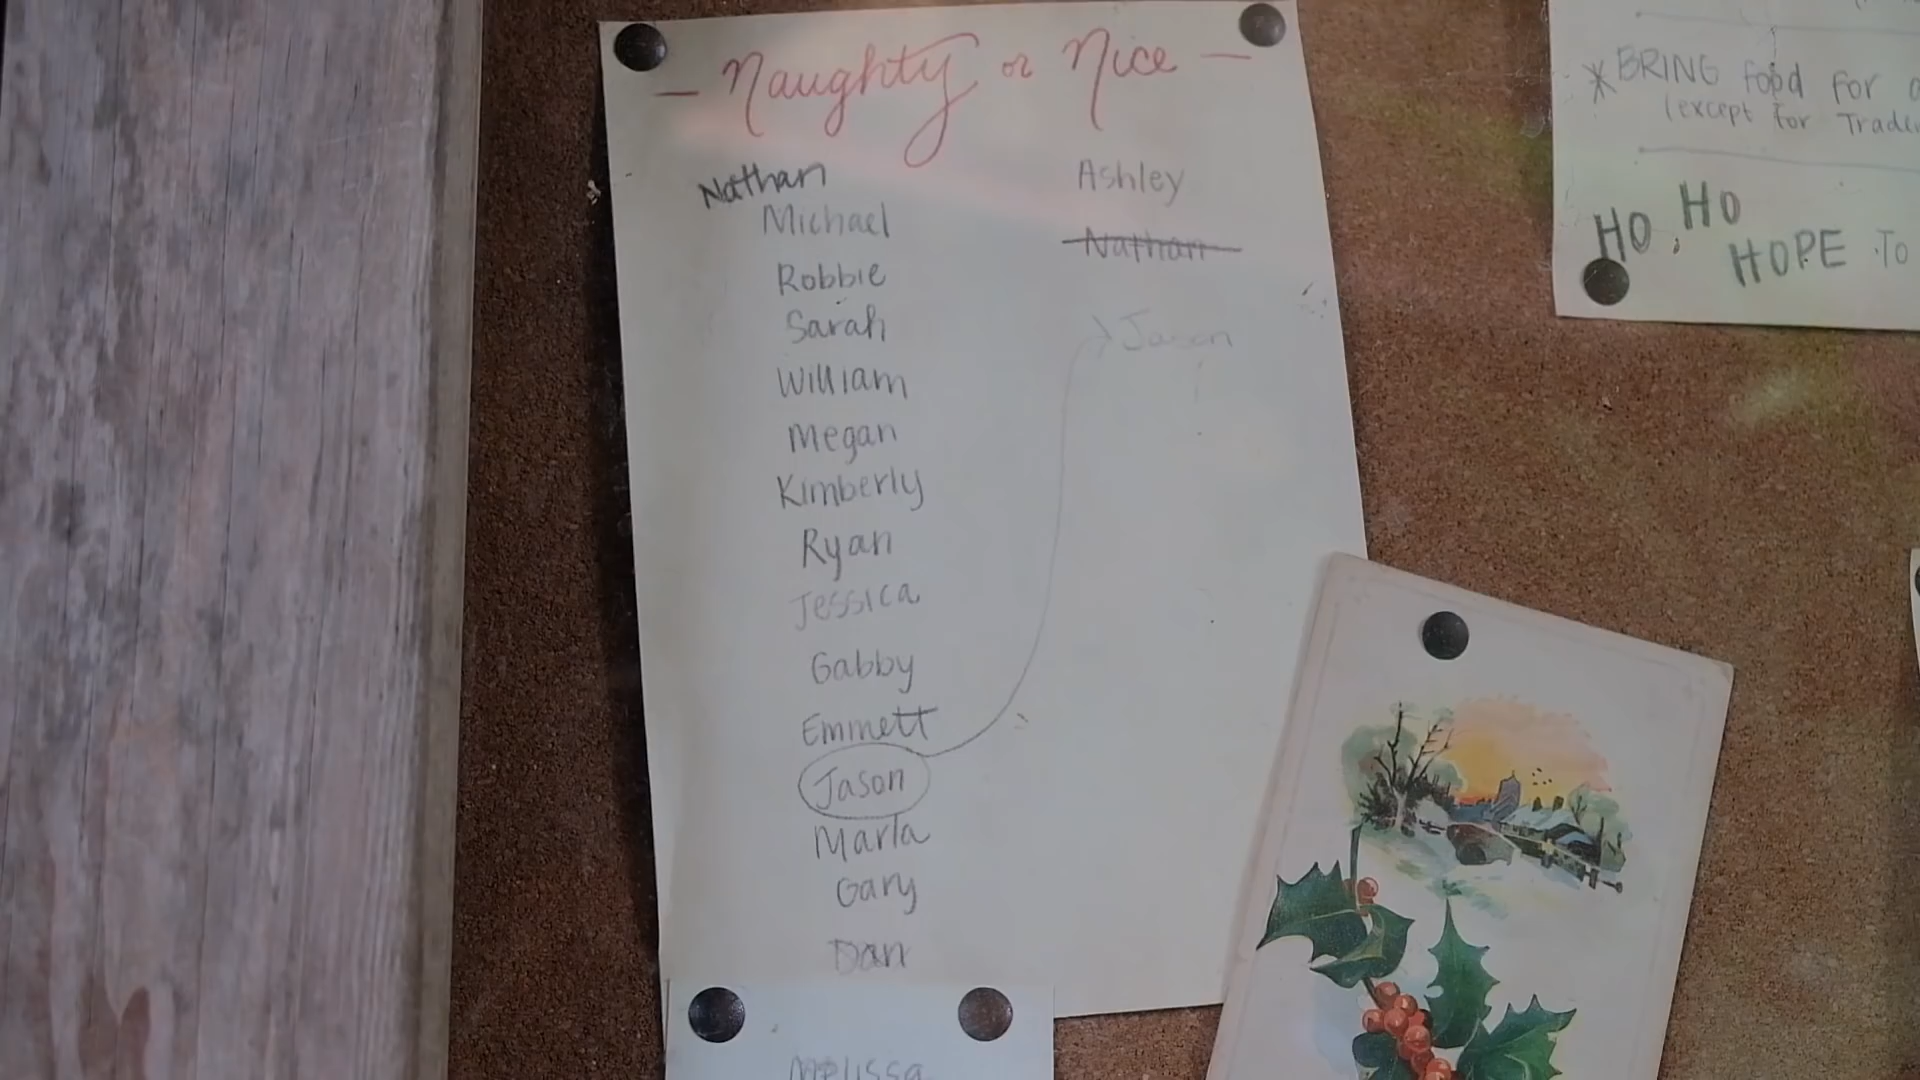 — Naughty or Nice —
Nathan
Michael
Robbie
Sarah
William
Megan
Kimberly
Ryan
Jessica
Gabby
Emmett
Jason
Marla
Gary
Dan
Melissa
Ashley
Nathan
Jason
* BRING food for
(except for
HO HO
HOPE TO